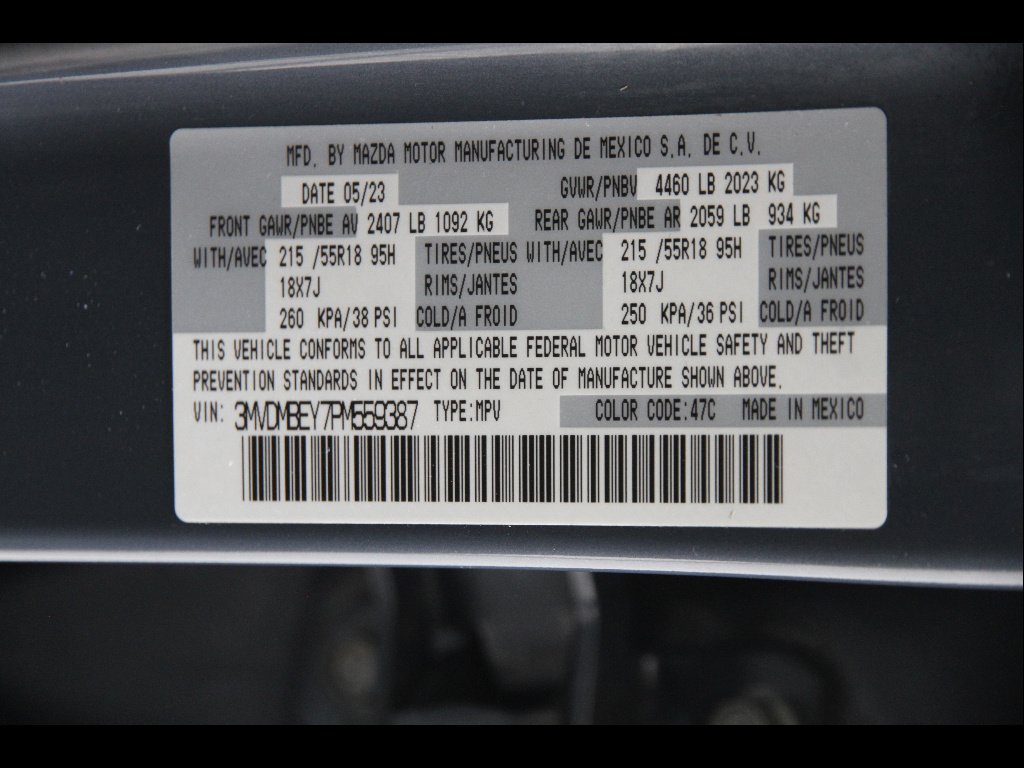 MFD. BY MAZDA MOTOR MANUFACTURING DE MEXICO S.A. DE C.V.
DATE 05/23 GVWR/PNBV 4460 LB 2023 KG
FRONT GAWR/PNBE AV 2407 LB 1092 KG REAR GAWR/PNBE AR 2059 LB 934 KG
WITH/AVEC 215 /55R18 95H TIRES/PNEUS WITH/AVEC 215 /55R18 95H TIRES/PNEUS
18X7J RIMS/JANTES 18X7J RIMS/JANTES
260 KPA/38 PSI COLD/A FROID 250 KPA/36 PSI COLD/A FROID
THIS VEHICLE CONFORMS TO ALL APPLICABLE FEDERAL MOTOR VEHICLE SAFETY AND THEFT
PREVENTION STANDARDS IN EFFECT ON THE DATE OF MANUFACTURE SHOWN ABOVE.
VIN: 3MVDMBEY7PM559387 TYPE:MPV COLOR CODE:47C MADE IN MEXICO